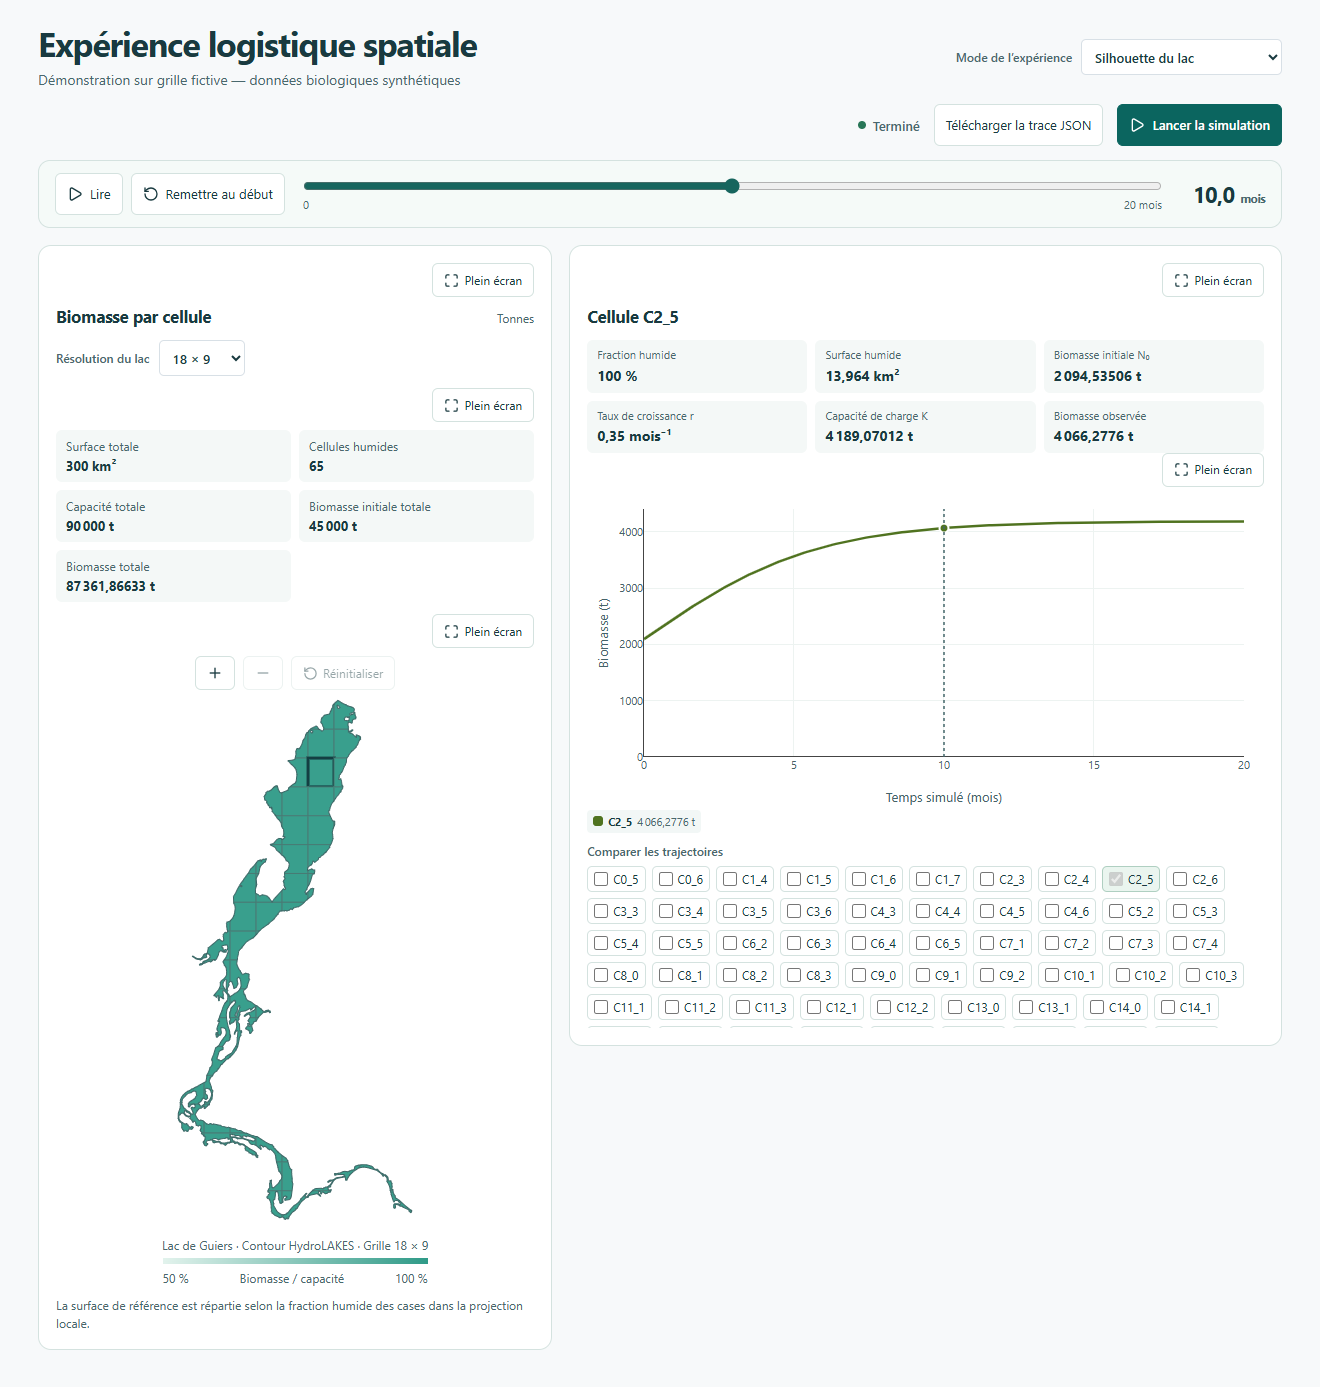 Expérience logistique spatiale
Démonstration sur grille fictive — données biologiques synthétiques
Mode de l'expérience
Silhouette du lac
Terminé
Télécharger la trace JSON
Lancer la simulation
Lire
Remettre au début
0
20 mois
10,0 mois
Plein écran
Biomasse par cellule
Tonnes
Résolution du lac
18 × 9
Plein écran
Surface totale
300 km²
Cellules humides
65
Capacité totale
90 000 t
Biomasse initiale totale
45 000 t
Biomasse totale
87 361,86633 t
Plein écran
Réinitialiser
Lac de Guiers · Contour HydroLAKES · Grille 18 × 9
50 %
Biomasse / capacité
100 %
La surface de référence est répartie selon la fraction humide des cases dans la projection
locale.
Plein écran
Cellule C2_5
Fraction humide
100 %
Surface humide
13,964 km²
Biomasse initiale N₀
2 094,53506 t
Taux de croissance r
0,35 mois⁻¹
Capacité de charge K
4 189,07012 t
Biomasse observée
4 066,2776 t
Plein écran
Biomasse (t)
4000
3000
2000
1000
0
0 5 10 15 20
Temps simulé (mois)
C2_5 4 066,2776 t
Comparer les trajectoires
C0_5 C0_6 C1_4 C1_5 C1_6 C1_7 C2_3 C2_4 C2_5 C2_6
C3_3 C3_4 C3_5 C3_6 C4_3 C4_4 C4_5 C4_6 C5_2 C5_3
C5_4 C5_5 C6_2 C6_3 C6_4 C6_5 C7_1 C7_2 C7_3 C7_4
C8_0 C8_1 C8_2 C8_3 C9_0 C9_1 C9_2 C10_1 C10_2 C10_3
C11_1 C11_2 C11_3 C12_1 C12_2 C13_0 C13_1 C14_0 C14_1